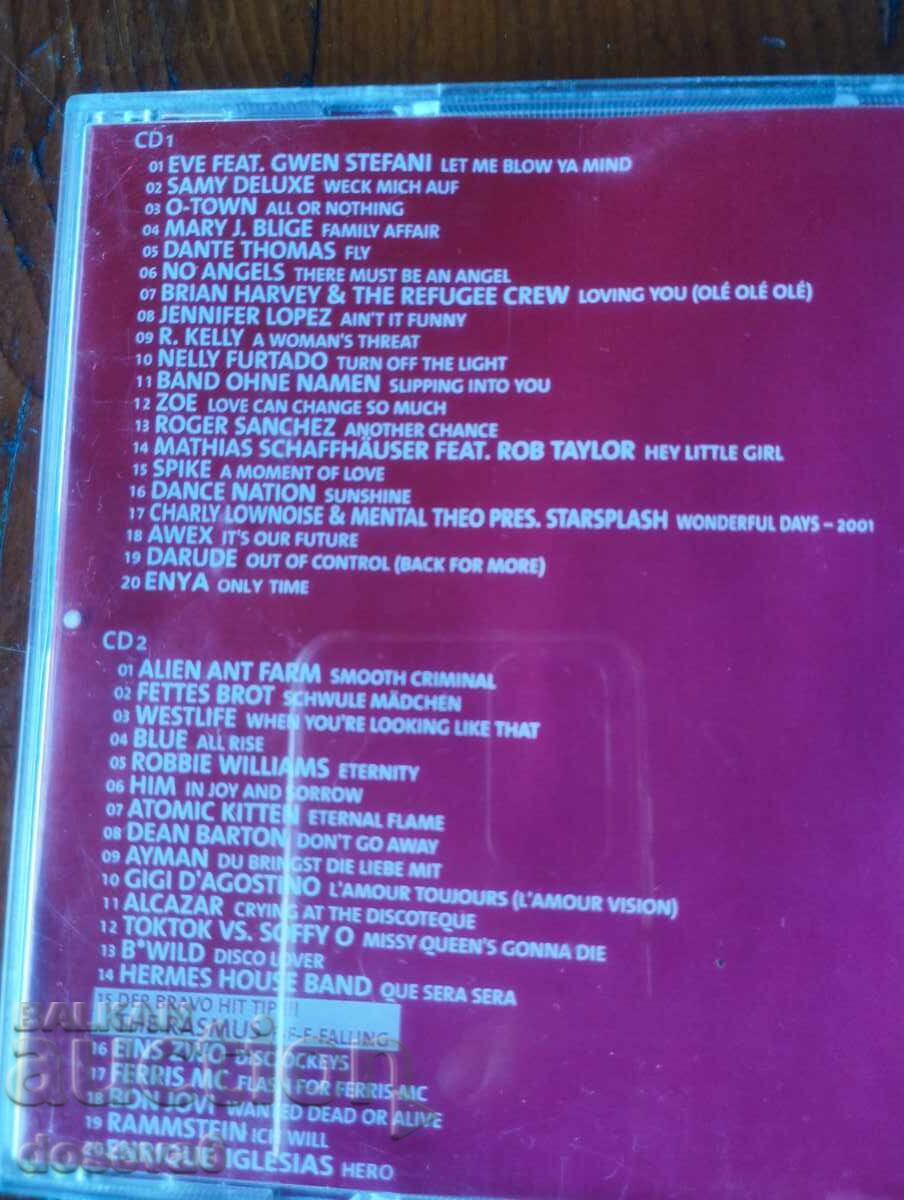 CD1
01 EVE FEAT. GWEN STEFANI LET ME BLOW YA MIND
02 SAMY DELUXE WECK MICH AUF
03 O-TOWN ALL OR NOTHING
04 MARY J. BLIGE FAMILY AFFAIR
05 DANTE THOMAS FLY
06 NO ANGELS THERE MUST BE AN ANGEL
07 BRIAN HARVEY & THE REFUGEE CREW LOVING YOU (OLÉ OLÉ OLÉ)
08 JENNIFER LOPEZ AIN'T IT FUNNY
09 R. KELLY A WOMAN'S THREAT
10 NELLY FURTADO TURN OFF THE LIGHT
11 BAND OHNE NAMEN SLIPPING INTO YOU
12 ZOE LOVE CAN CHANGE SO MUCH
13 ROGER SANCHEZ ANOTHER CHANCE
14 MATHIAS SCHAFFHÄUSER FEAT. ROB TAYLOR HEY LITTLE GIRL
15 SPIKE A MOMENT OF LOVE
16 DANCE NATION SUNSHINE
17 CHARLY LOWNOISE & MENTAL THEO PRES. STARSPLASH WONDERFUL DAYS – 2001
18 AWEX IT'S OUR FUTURE
19 DARUDE OUT OF CONTROL (BACK FOR MORE)
20 ENYA ONLY TIME
CD2
01 ALIEN ANT FARM SMOOTH CRIMINAL
02 FETTES BROT SCHWULE MÄDCHEN
03 WESTLIFE WHEN YOU'RE LOOKING LIKE THAT
04 BLUE ALL RISE
05 ROBBIE WILLIAMS ETERNITY
06 HIM IN JOY AND SORROW
07 ATOMIC KITTEN ETERNAL FLAME
08 DEAN BARTON DON'T GO AWAY
09 AYMAN DU BRINGST DIE LIEBE MIT
10 GIGI D'AGOSTINO L'AMOUR TOUJOURS (L'AMOUR VISION)
11 ALCAZAR CRYING AT THE DISCOTEQUE
12 TOKTOK VS. SOFFY O MISSY QUEEN'S GONNA DIE
13 B*WILD DISCO LOVER
14 HERMES HOUSE BAND QUE SERA SERA
15 DER BRAVO HIT TIP
THE RASMUS F-F-F-FALLING
16 EINS ZWO DISCJOCKEYS
17 FERRIS MC FLASH FOR FERRIS MC
18 BON JOVI WANTED DEAD OR ALIVE
19 RAMMSTEIN ICH WILL
20 ENRIQUE IGLESIAS HERO
BALKAN
auction
dosova6